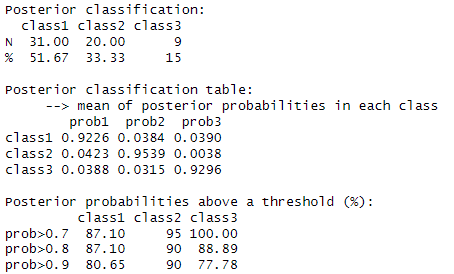 Posterior classification:
  class1 class2 class3
N  31.00  20.00      9
%  51.67  33.33     15
Posterior classification table:
     --> mean of posterior probabilities in each class
        prob1  prob2  prob3
class1 0.9226 0.0384 0.0390
class2 0.0423 0.9539 0.0038
class3 0.0388 0.0315 0.9296
Posterior probabilities above a threshold (%):
         class1 class2 class3
prob>0.7  87.10     95 100.00
prob>0.8  87.10     90  88.89
prob>0.9  80.65     90  77.78